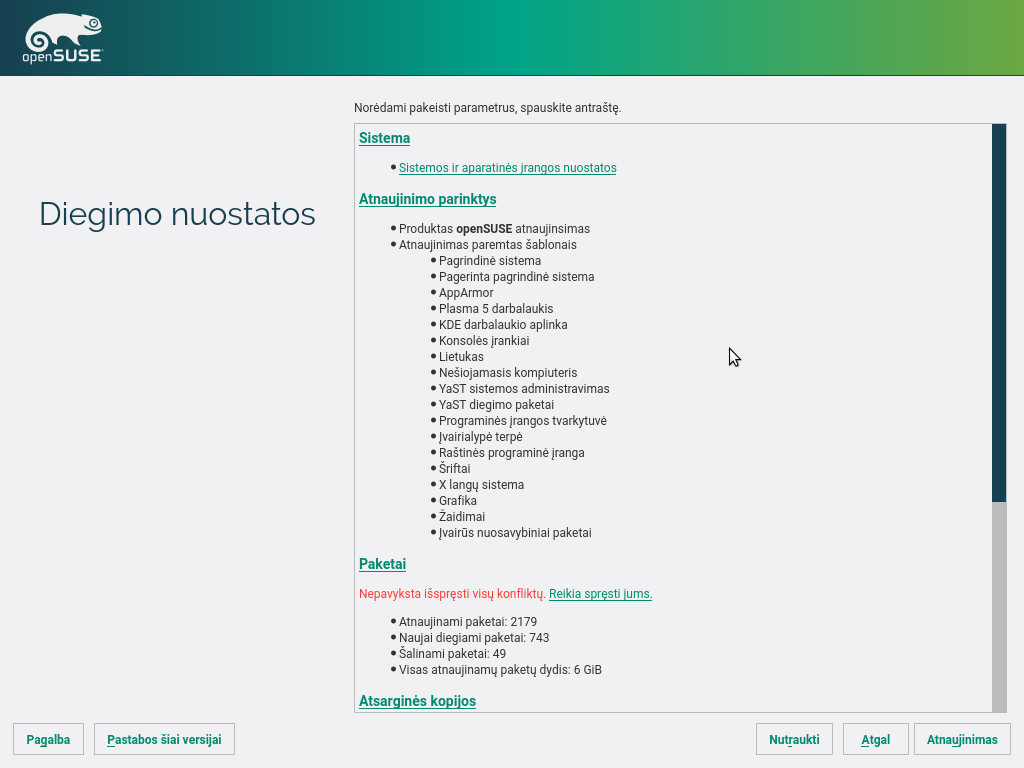 openSUSE
Norėdami pakeisti parametrus, spauskite antraštę.
Diegimo nuostatos
Sistema
Sistemos ir aparatinės įrangos nuostatos
Atnaujinimo parinktys
Produktas openSUSE atnaujinsimas
Atnaujinimas paremtas šablonais
Pagrindinė sistema
Pagerinta pagrindinė sistema
AppArmor
Plasma 5 darbalaukis
KDE darbalaukio aplinka
Konsolės įrankiai
Lietukas
Nešiojamasis kompiuteris
YaST sistemos administravimas
YaST diegimo paketai
Programinės įrangos tvarkytuvė
Įvairialypė terpė
Raštinės programinė įranga
Šriftai
X langų sistema
Grafika
Žaidimai
Įvairūs nuosavybiniai paketai
Paketai
Nepavyksta išspręsti visų konfliktų. Reikia spręsti jums.
Atnaujinami paketai: 2179
Naujai diegiami paketai: 743
Šalinami paketai: 49
Visas atnaujinamų paketų dydis: 6 GiB
Atsarginės kopijos
Pagalba
Pastabos šiai versijai
Nutraukti
Atgal
Atnaujinimas